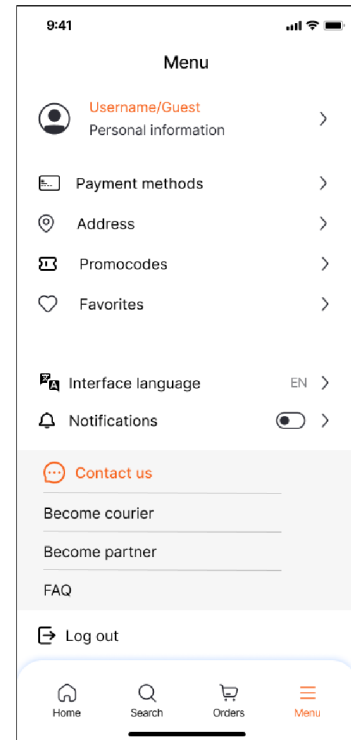 9:41
Menu
Username/Guest
Personal information
Payment methods
Address
Promocodes
Favorites
Interface language EN
Notifications
Contact us
Become courier
Become partner
FAQ
Log out
Home Search Orders Menu